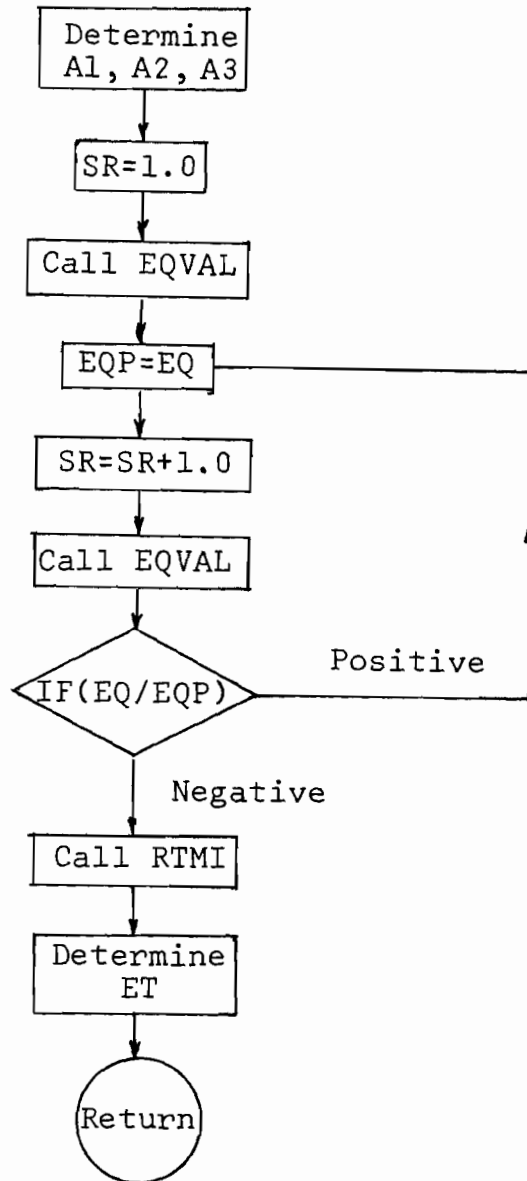 Determine
A1, A2, A3
SR=1.0
Call EQVAL
EQP=EQ
SR=SR+1.0
Call EQVAL
IF(EQ/EQP)
Positive
Negative
Call RTMI
Determine
ET
Return